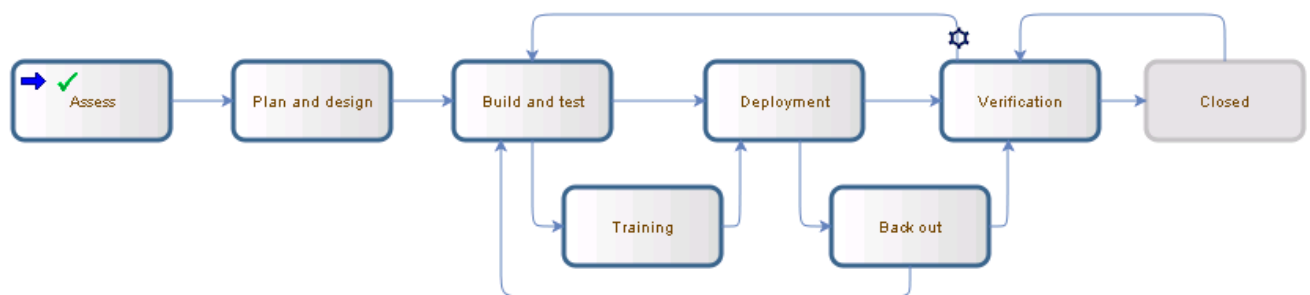 Assess
Plan and design
Build and test
Deployment
Verification
Closed
Training
Back out